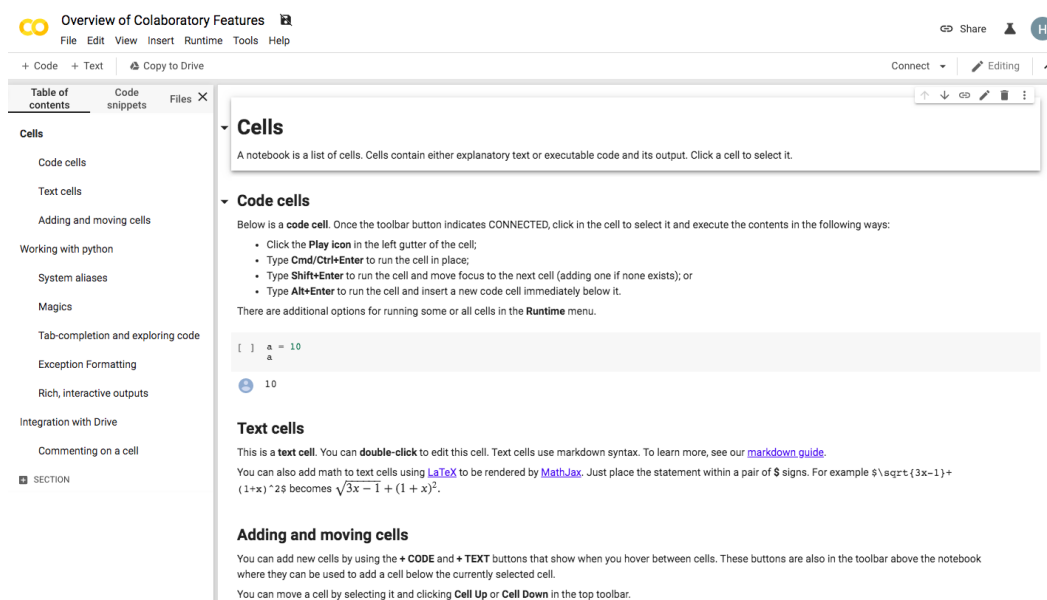 CO
Overview of Colaboratory Features
File Edit View Insert Runtime Tools Help
Share
H
+ Code + Text Copy to Drive
Connect Editing
Table of contents
Code snippets
Files
Cells
Code cells
Text cells
Adding and moving cells
Working with python
System aliases
Magics
Tab-completion and exploring code
Exception Formatting
Rich, interactive outputs
Integration with Drive
Commenting on a cell
SECTION
Cells
A notebook is a list of cells. Cells contain either explanatory text or executable code and its output. Click a cell to select it.
Code cells
Below is a code cell. Once the toolbar button indicates CONNECTED, click in the cell to select it and execute the contents in the following ways:
• Click the Play icon in the left gutter of the cell;
• Type Cmd/Ctrl+Enter to run the cell in place;
• Type Shift+Enter to run the cell and move focus to the next cell (adding one if none exists); or
• Type Alt+Enter to run the cell and insert a new code cell immediately below it.
There are additional options for running some or all cells in the Runtime menu.
[ ] a = 10
a
10
Text cells
This is a text cell. You can double-click to edit this cell. Text cells use markdown syntax. To learn more, see our markdown guide.
You can also add math to text cells using LaTeX to be rendered by MathJax. Just place the statement within a pair of $ signs. For example $\sqrt{3x-1}+
(1+x)^2$ becomes √3x − 1 + (1 + x)².
Adding and moving cells
You can add new cells by using the + CODE and + TEXT buttons that show when you hover between cells. These buttons are also in the toolbar above the notebook
where they can be used to add a cell below the currently selected cell.
You can move a cell by selecting it and clicking Cell Up or Cell Down in the top toolbar.